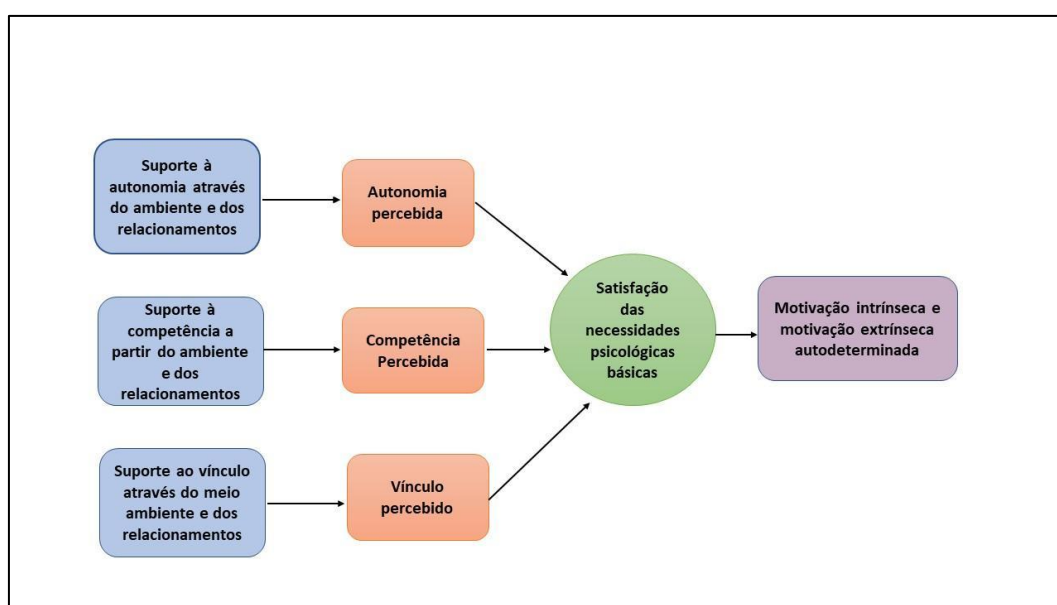 Suporte à
autonomia através
do ambiente e dos
relacionamentos
Autonomia
percebida
Suporte à
competência a
partir do ambiente
e dos
relacionamentos
Competência
Percebida
Suporte ao vínculo
através do meio
ambiente e dos
relacionamentos
Vínculo
percebido
Satisfação
das
necessidades
psicológicas
básicas
Motivação intrínseca e
motivação extrínseca
autodeterminada